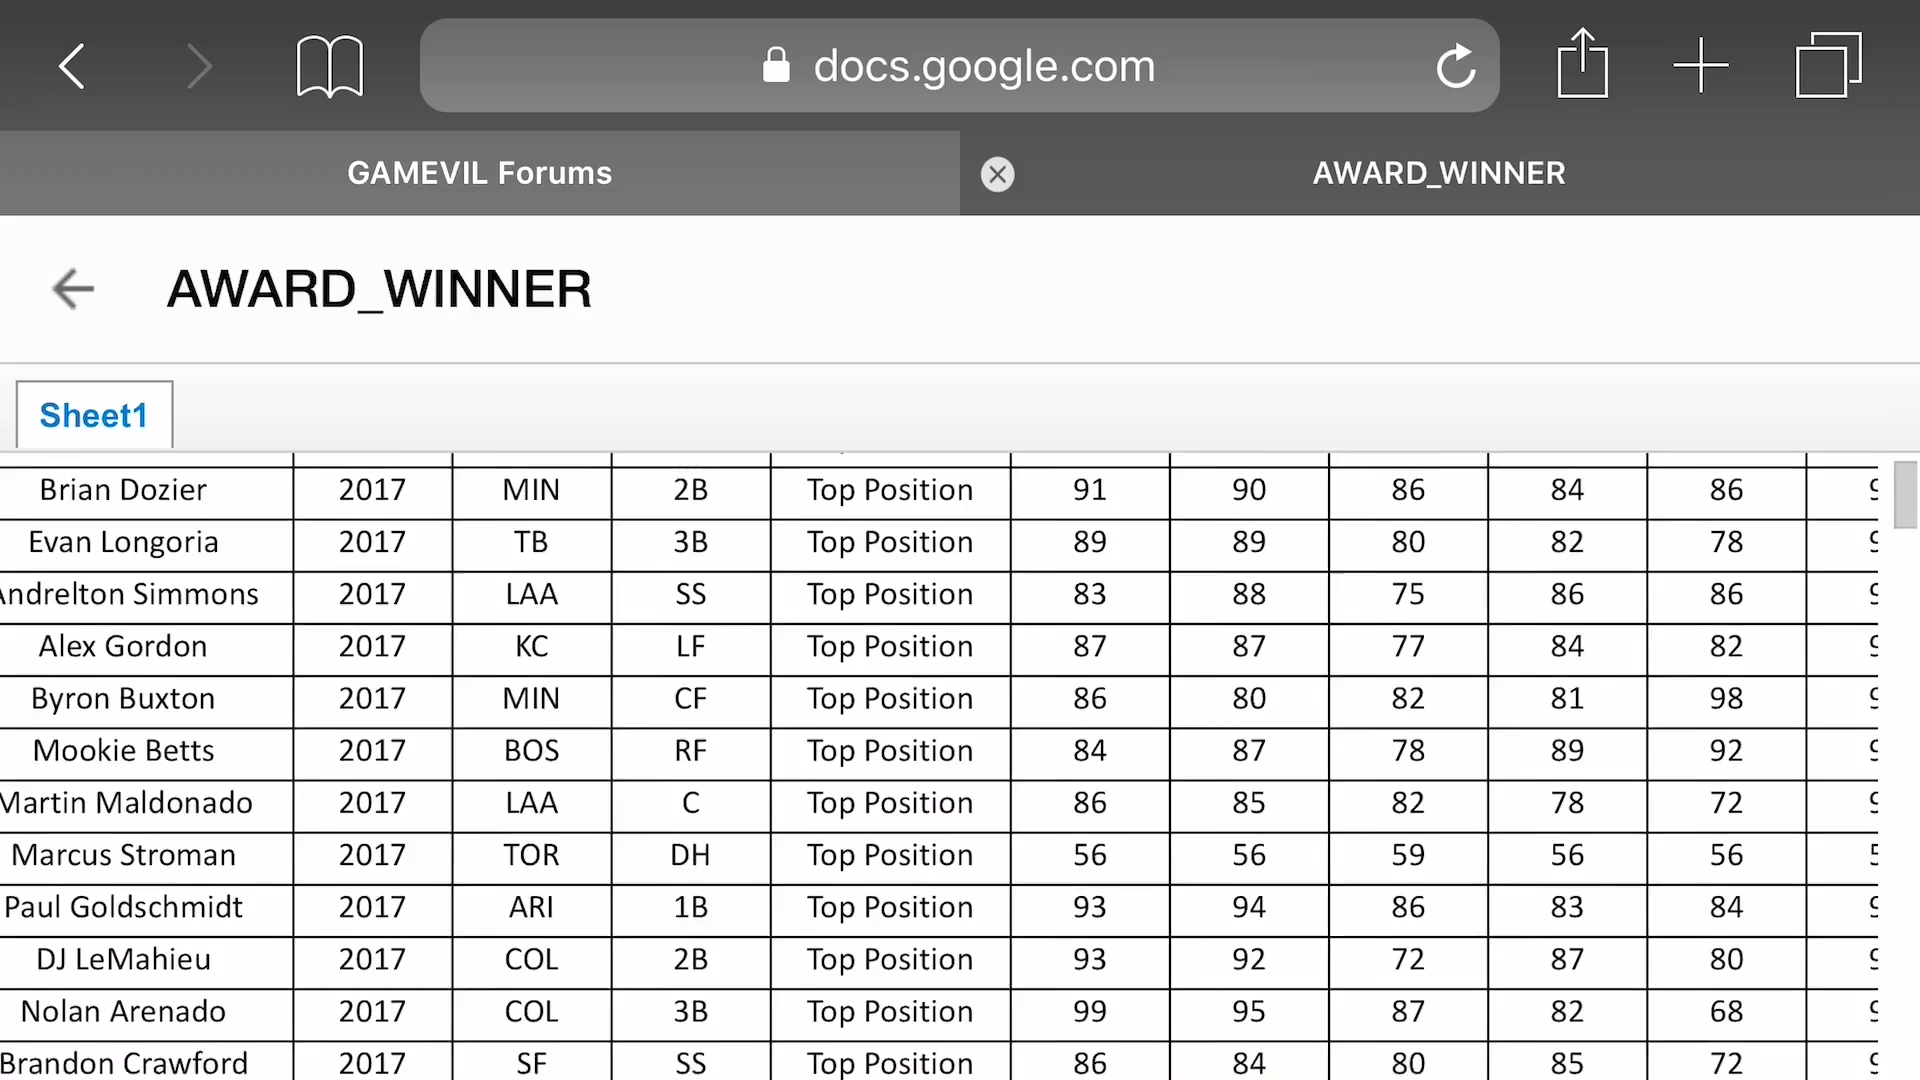 docs.google.com
GAMEVIL Forums AWARD_WINNER
AWARD_WINNER
Sheet1
Brian Dozier 2017 MIN 2B Top Position 91 90 86 84 86
Evan Longoria 2017 TB 3B Top Position 89 89 80 82 78
Andrelton Simmons 2017 LAA SS Top Position 83 88 75 86 86
Alex Gordon 2017 KC LF Top Position 87 87 77 84 82
Byron Buxton 2017 MIN CF Top Position 86 80 82 81 98
Mookie Betts 2017 BOS RF Top Position 84 87 78 89 92
Martin Maldonado 2017 LAA C Top Position 86 85 82 78 72
Marcus Stroman 2017 TOR DH Top Position 56 56 59 56 56
Paul Goldschmidt 2017 ARI 1B Top Position 93 94 86 83 84
DJ LeMahieu 2017 COL 2B Top Position 93 92 72 87 80
Nolan Arenado 2017 COL 3B Top Position 99 95 87 82 68
Brandon Crawford 2017 SF SS Top Position 86 84 80 85 72